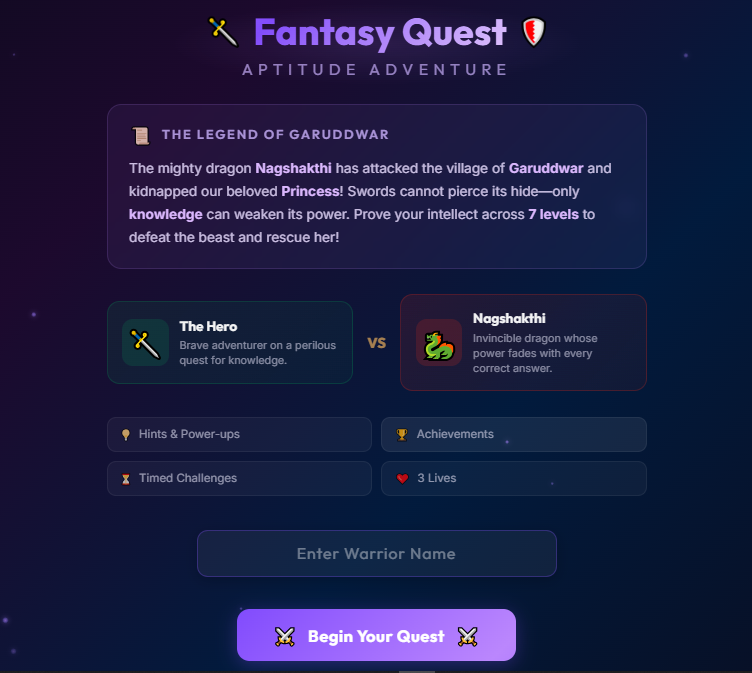 Fantasy Quest
APTITUDE ADVENTURE
THE LEGEND OF GARUDDWAR
The mighty dragon Nagshakthi has attacked the village of Garuddwar and
kidnapped our beloved Princess! Swords cannot pierce its hide—only
knowledge can weaken its power. Prove your intellect across 7 levels to
defeat the beast and rescue her!
The Hero
Brave adventurer on a perilous
quest for knowledge.
VS
Nagshakthi
Invincible dragon whose
power fades with every
correct answer.
Hints & Power-ups
Achievements
Timed Challenges
3 Lives
Enter Warrior Name
Begin Your Quest